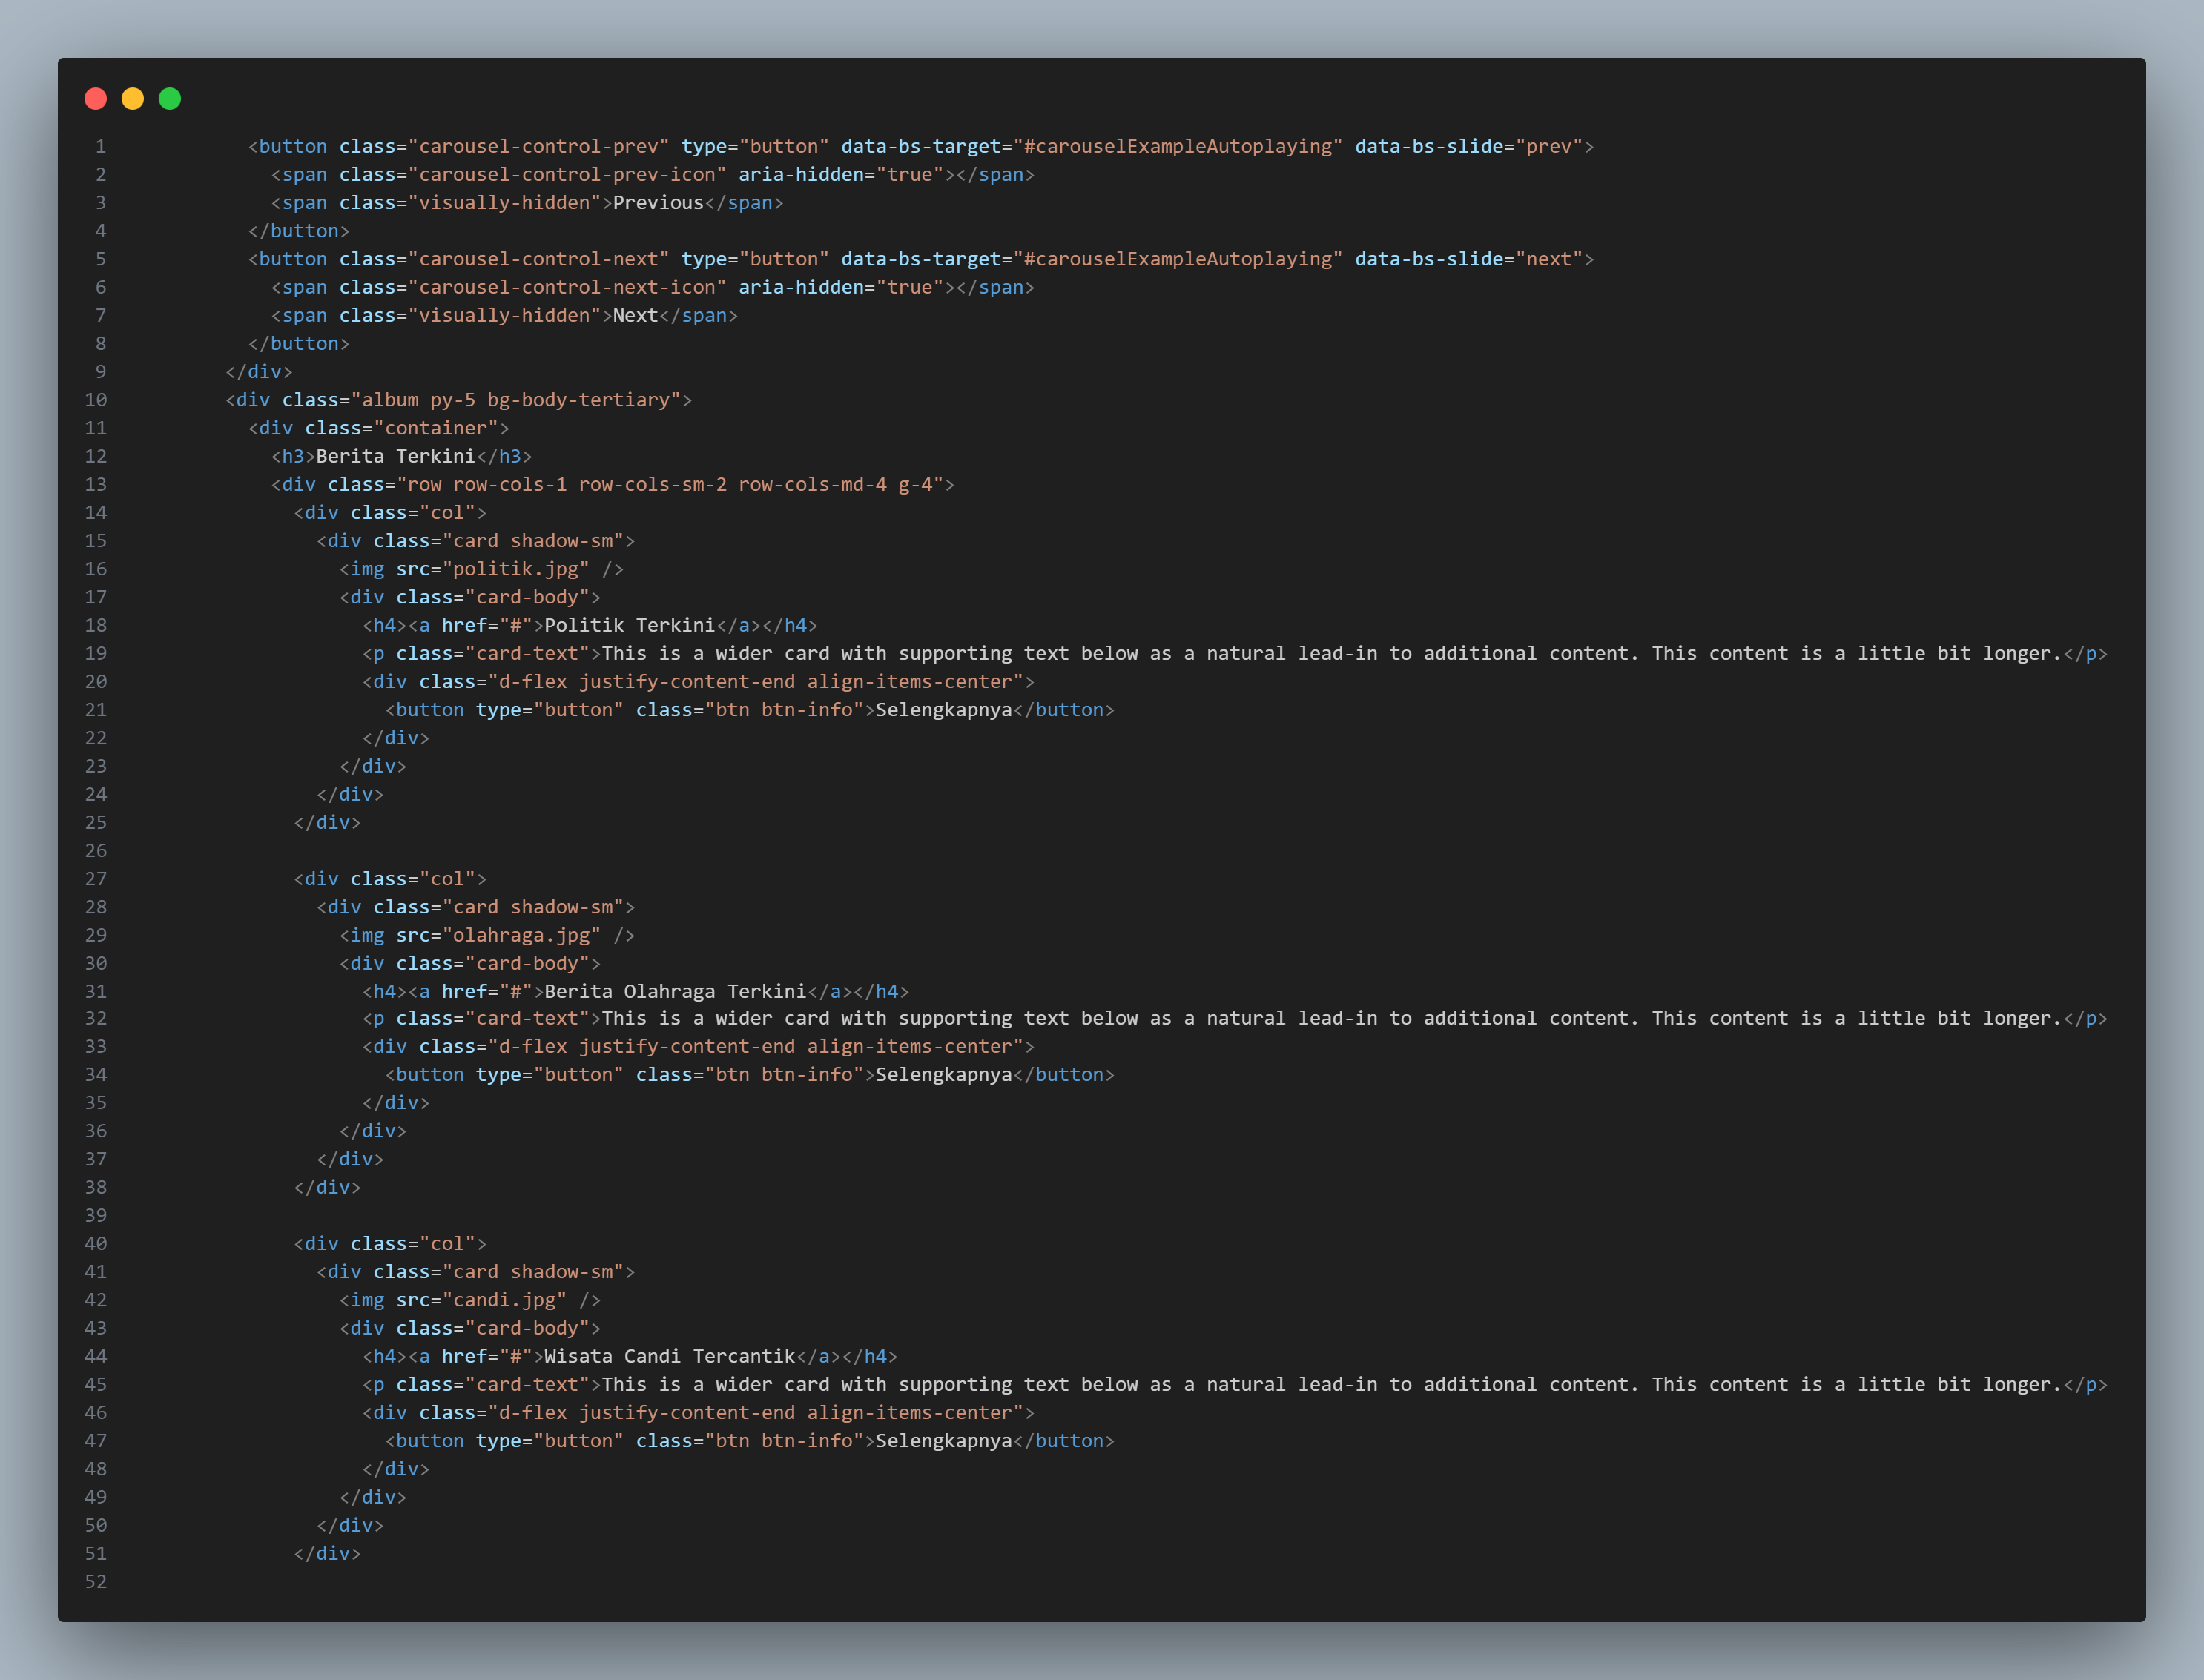 1 <button class="carousel-control-prev" type="button" data-bs-target="#carouselExampleAutoplaying" data-bs-slide="prev">
2 <span class="carousel-control-prev-icon" aria-hidden="true"></span>
3 <span class="visually-hidden">Previous</span>
4 </button>
5 <button class="carousel-control-next" type="button" data-bs-target="#carouselExampleAutoplaying" data-bs-slide="next">
6 <span class="carousel-control-next-icon" aria-hidden="true"></span>
7 <span class="visually-hidden">Next</span>
8 </button>
9 </div>
10 <div class="album py-5 bg-body-tertiary">
11 <div class="container">
12 <h3>Berita Terkini</h3>
13 <div class="row row-cols-1 row-cols-sm-2 row-cols-md-4 g-4">
14 <div class="col">
15 <div class="card shadow-sm">
16 <img src="politik.jpg" />
17 <div class="card-body">
18 <h4><a href="#">Politik Terkini</a></h4>
19 <p class="card-text">This is a wider card with supporting text below as a natural lead-in to additional content. This content is a little bit longer.</p>
20 <div class="d-flex justify-content-end align-items-center">
21 <button type="button" class="btn btn-info">Selengkapnya</button>
22 </div>
23 </div>
24 </div>
25 </div>
26
27 <div class="col">
28 <div class="card shadow-sm">
29 <img src="olahraga.jpg" />
30 <div class="card-body">
31 <h4><a href="#">Berita Olahraga Terkini</a></h4>
32 <p class="card-text">This is a wider card with supporting text below as a natural lead-in to additional content. This content is a little bit longer.</p>
33 <div class="d-flex justify-content-end align-items-center">
34 <button type="button" class="btn btn-info">Selengkapnya</button>
35 </div>
36 </div>
37 </div>
38 </div>
39
40 <div class="col">
41 <div class="card shadow-sm">
42 <img src="candi.jpg" />
43 <div class="card-body">
44 <h4><a href="#">Wisata Candi Tercantik</a></h4>
45 <p class="card-text">This is a wider card with supporting text below as a natural lead-in to additional content. This content is a little bit longer.</p>
46 <div class="d-flex justify-content-end align-items-center">
47 <button type="button" class="btn btn-info">Selengkapnya</button>
48 </div>
49 </div>
50 </div>
51 </div>
52